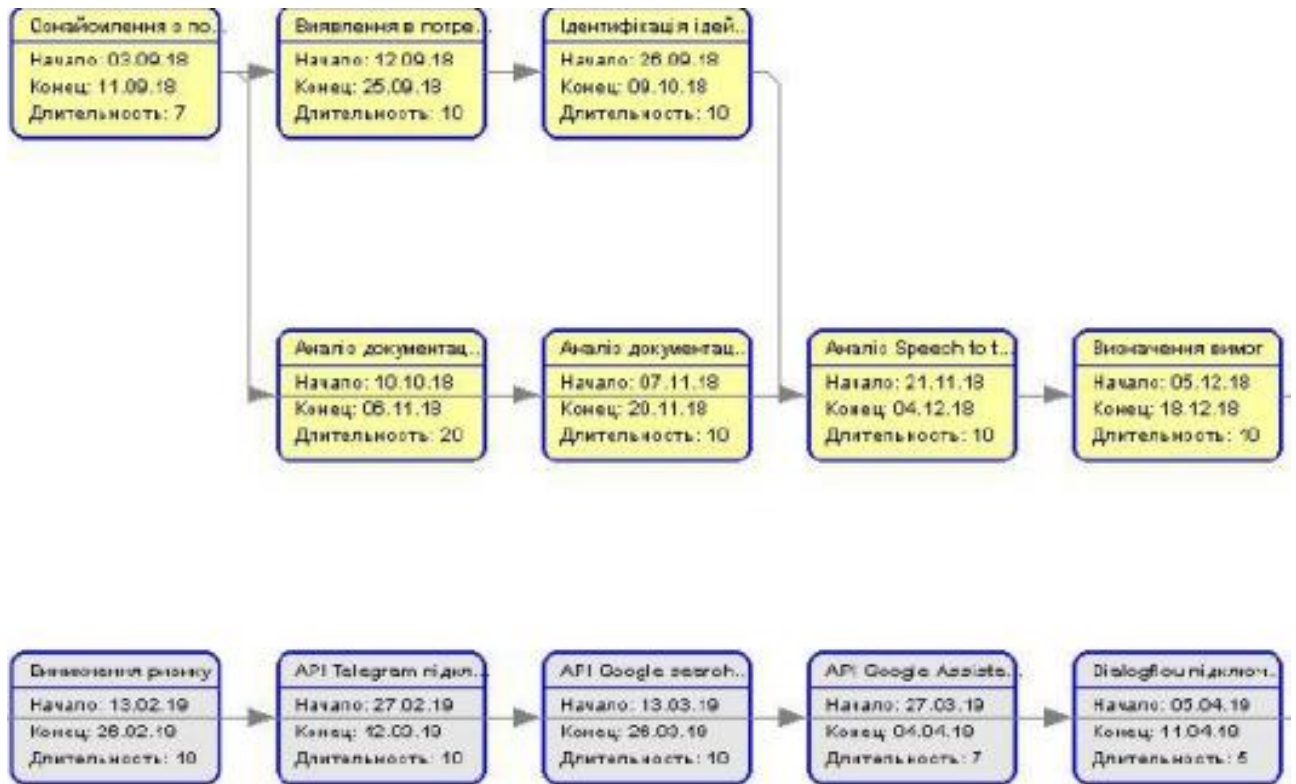 Ознайомлення з по...
Начало: 03.09.18
Конец: 11.09.18
Длительность: 7
Виявлення в потре...
Начало: 12.09.18
Конец: 25.09.18
Длительность: 10
Ідентифікація ідей...
Начало: 26.09.18
Конец: 09.10.18
Длительность: 10
Аналіз документац...
Начало: 10.10.18
Конец: 06.11.18
Длительность: 20
Аналіз документац...
Начало: 07.11.18
Конец: 20.11.18
Длительность: 10
Аналіс Speech to t...
Начало: 21.11.18
Конец: 04.12.18
Длительность: 10
Визначення вимог
Начало: 05.12.18
Конец: 18.12.18
Длительность: 10
Виникнення ризику
Начало: 13.02.19
Конец: 26.02.19
Длительность: 10
API Telegram підкл...
Начало: 27.02.19
Конец: 12.03.19
Длительность: 10
API Google search...
Начало: 13.03.19
Конец: 26.03.19
Длительность: 10
API Google Assiste...
Начало: 27.03.19
Конец: 04.04.19
Длительность: 7
Dialogflou підключ...
Начало: 05.04.19
Конец: 11.04.19
Длительность: 5